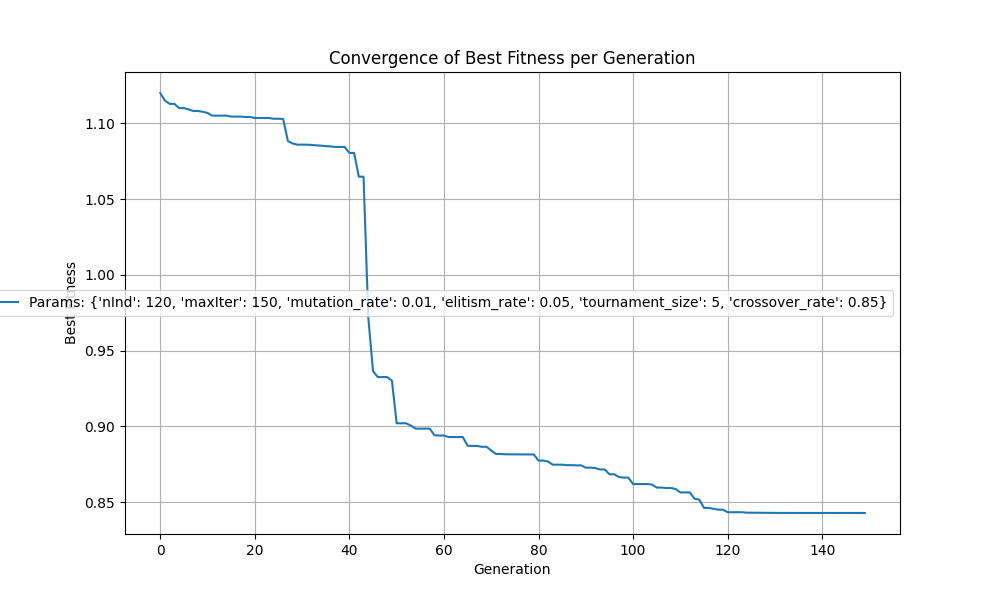 Convergence of Best Fitness per Generation
1.10
1.05
1.00
0.95
0.90
0.85
Params: {'nInd': 120, 'maxIter': 150, 'mutation_rate': 0.01, 'elitism_rate': 0.05, 'tournament_size': 5, 'crossover_rate': 0.85}
0 20 40 60 80 100 120 140
Generation